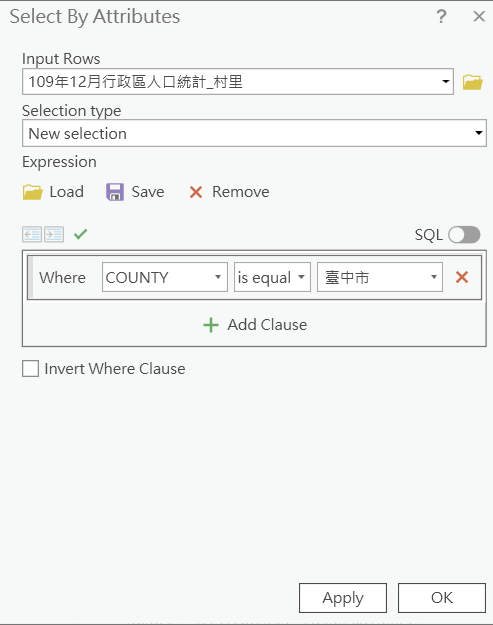 Select By Attributes ? ×
Input Rows
109年12月行政區人口統計_村里
Selection type
New selection
Expression
Load Save Remove
SQL
Where COUNTY is equal 臺中市
Add Clause
Invert Where Clause
Apply OK